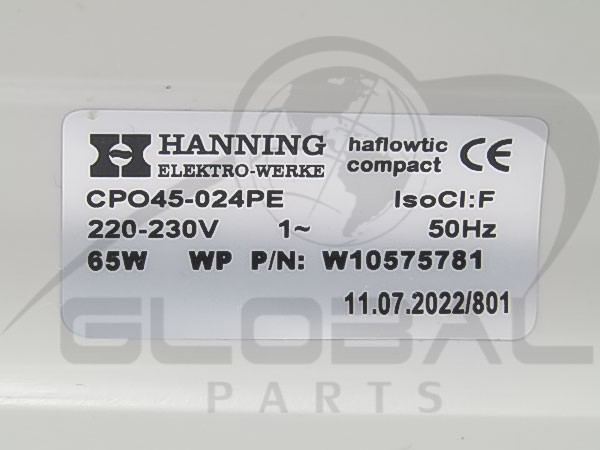 HANNING
ELEKTRO-WERKE
haflowtic
compact
CE
CPO45-024PE IsoCl:F
220-230V 1~ 50Hz
65W WP P/N: W10575781
11.07.2022/801
GLOBAL
PARTS